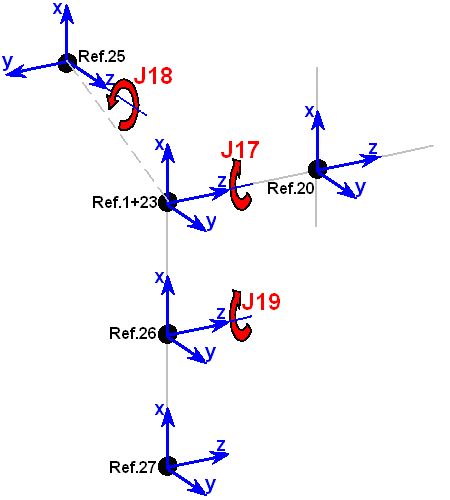 x
Ref.25
y
z
J18
x
J17
x
z
z
Ref.20
y
Ref.1+23
y
x
J19
z
Ref.26
y
x
z
Ref.27
y